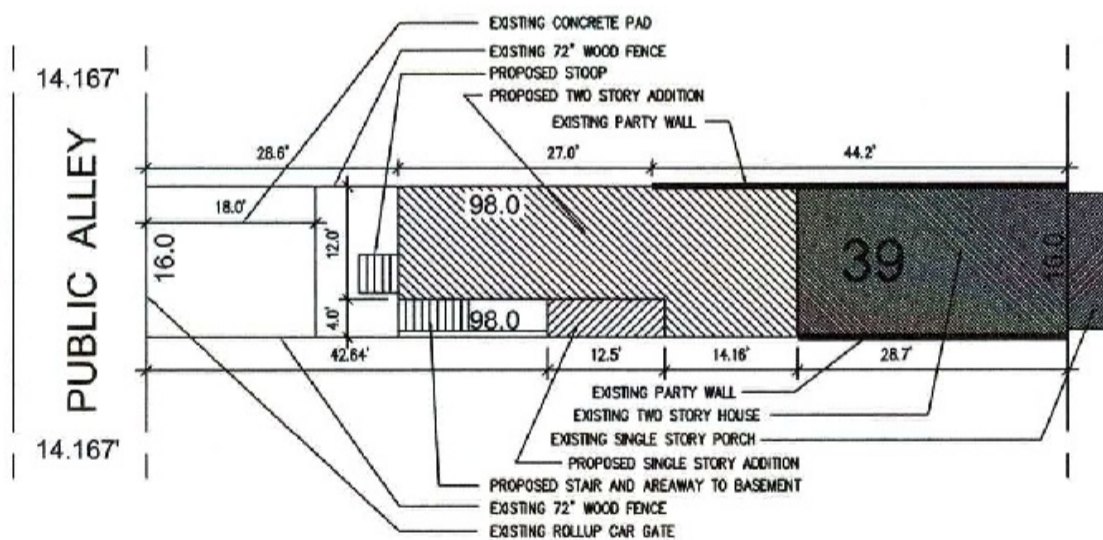 EXISTING CONCRETE PAD
14.167'
EXISTING 72" WOOD FENCE
PROPOSED STOOP
PROPOSED TWO STORY ADDITION
EXISTING PARTY WALL
28.6'
27.0'
44.2'
PUBLIC ALLEY
18.0'
98.0
16.0
12.0'
39
16.0
4.0'
98.0
42.64'
12.5'
14.16'
28.7'
EXISTING PARTY WALL
EXISTING TWO STORY HOUSE
EXISTING SINGLE STORY PORCH
14.167'
PROPOSED SINGLE STORY ADDITION
PROPOSED STAIR AND AREAWAY TO BASEMENT
EXISTING 72" WOOD FENCE
EXISTING ROLLUP CAR GATE